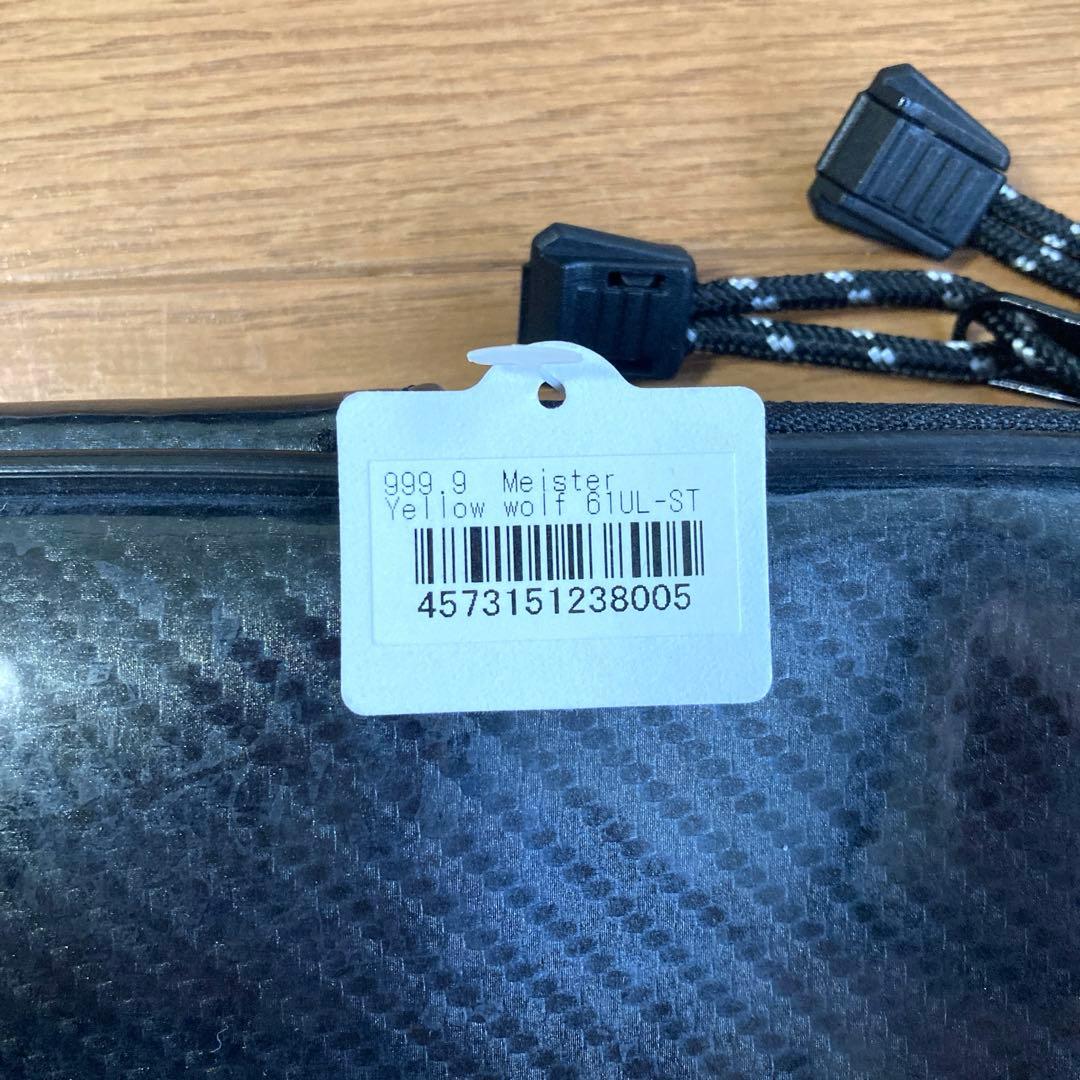 999.9 Meister
Yellow wolf 61UL-ST
4573151238005